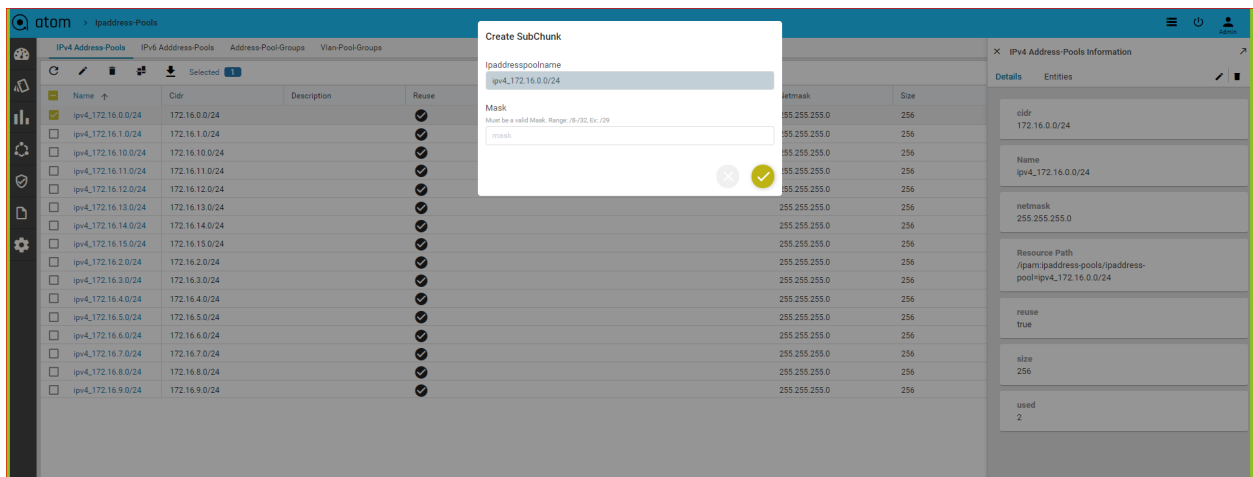 atom > Ipaddress-Pools
Admin
IPv4 Address-Pools IPv6 Adddress-Pools Address-Pool-Groups Vlan-Pool-Groups
Selected 1
Name Cidr Description Reuse Netmask Size
ipv4_172.16.0.0/24 172.16.0.0/24 255.255.255.0 256
ipv4_172.16.1.0/24 172.16.1.0/24 255.255.255.0 256
ipv4_172.16.10.0/24 172.16.10.0/24 255.255.255.0 256
ipv4_172.16.11.0/24 172.16.11.0/24 255.255.255.0 256
ipv4_172.16.12.0/24 172.16.12.0/24 255.255.255.0 256
ipv4_172.16.13.0/24 172.16.13.0/24 255.255.255.0 256
ipv4_172.16.14.0/24 172.16.14.0/24 255.255.255.0 256
ipv4_172.16.15.0/24 172.16.15.0/24 255.255.255.0 256
ipv4_172.16.2.0/24 172.16.2.0/24 255.255.255.0 256
ipv4_172.16.3.0/24 172.16.3.0/24 255.255.255.0 256
ipv4_172.16.4.0/24 172.16.4.0/24 255.255.255.0 256
ipv4_172.16.5.0/24 172.16.5.0/24 255.255.255.0 256
ipv4_172.16.6.0/24 172.16.6.0/24 255.255.255.0 256
ipv4_172.16.7.0/24 172.16.7.0/24 255.255.255.0 256
ipv4_172.16.8.0/24 172.16.8.0/24 255.255.255.0 256
ipv4_172.16.9.0/24 172.16.9.0/24 255.255.255.0 256
Create SubChunk
Ipaddresspoolname
ipv4_172.16.0.0/24
Mask
Must be a valid Mask. Range: /8-/32, Ex: /29
mask
IPv4 Address-Pools Information
Details Entities
cidr
172.16.0.0/24
Name
ipv4_172.16.0.0/24
netmask
255.255.255.0
Resource Path
/ipam:ipaddress-pools/ipaddress-
pool=ipv4_172.16.0.0/24
reuse
true
size
256
used
2